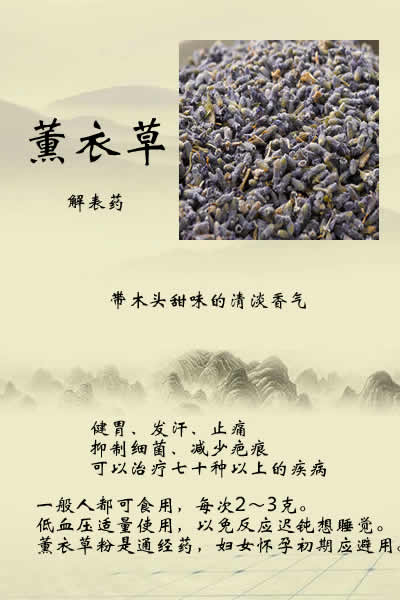 薰衣草
解表药
带木头甜味的清淡香气
健胃、发汗、止痛
抑制细菌、减少疤痕
可以治疗七十种以上的疾病
一般人都可食用，每次2～3克。
低血压适量使用，以免反应迟钝想睡觉。
薰衣草粉是通经药，妇女怀孕初期应避用。